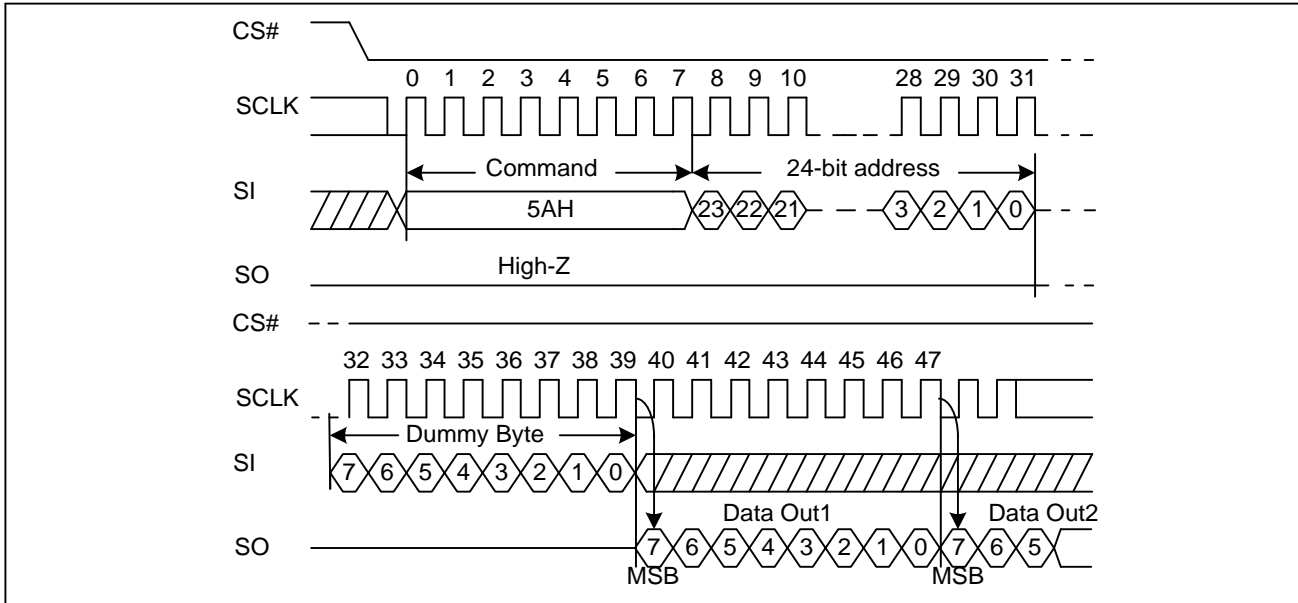 CS#
0 1 2 3 4 5 6 7 8 9 10 28 29 30 31
SCLK
Command 24-bit address
SI
5AH 23 22 21 3 2 1 0
High-Z
SO
CS#
32 33 34 35 36 37 38 39 40 41 42 43 44 45 46 47
SCLK
Dummy Byte
SI
7 6 5 4 3 2 1 0
Data Out1 Data Out2
SO
7 6 5 4 3 2 1 0 7 6 5
MSB MSB